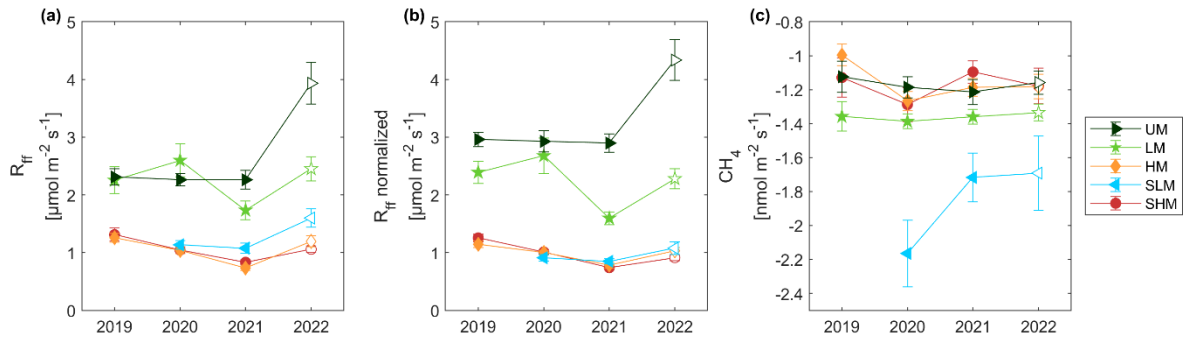 (a)
R_ff
[μmol m⁻² s⁻¹]
5
4
3
2
1
0
2019 2020 2021 2022
(b)
R_ff normalized
[μmol m⁻² s⁻¹]
5
4
3
2
1
0
2019 2020 2021 2022
(c)
CH₄
[nmol m⁻² s⁻¹]
-0.8
-1
-1.2
-1.4
-1.6
-1.8
-2
-2.2
-2.4
2019 2020 2021 2022
UM
LM
HM
SLM
SHM